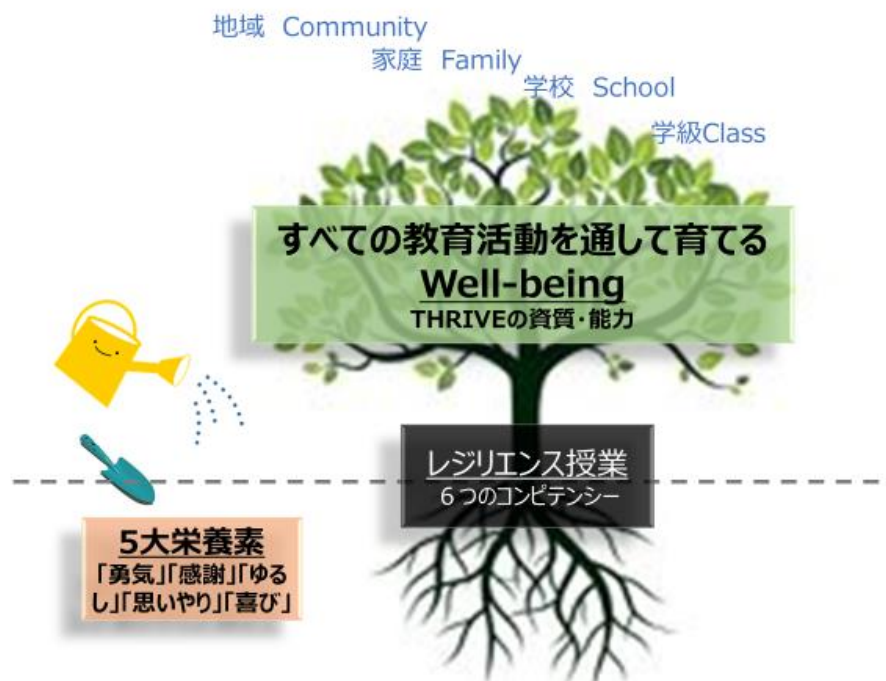 地域 Community
家庭 Family
学校 School
学級Class
すべての教育活動を通して育てる
Well-being
THRIVEの資質・能力
レジリエンス授業
6つのコンピテンシー
5大栄養素
「勇気」「感謝」「ゆる
し」「思いやり」「喜び」